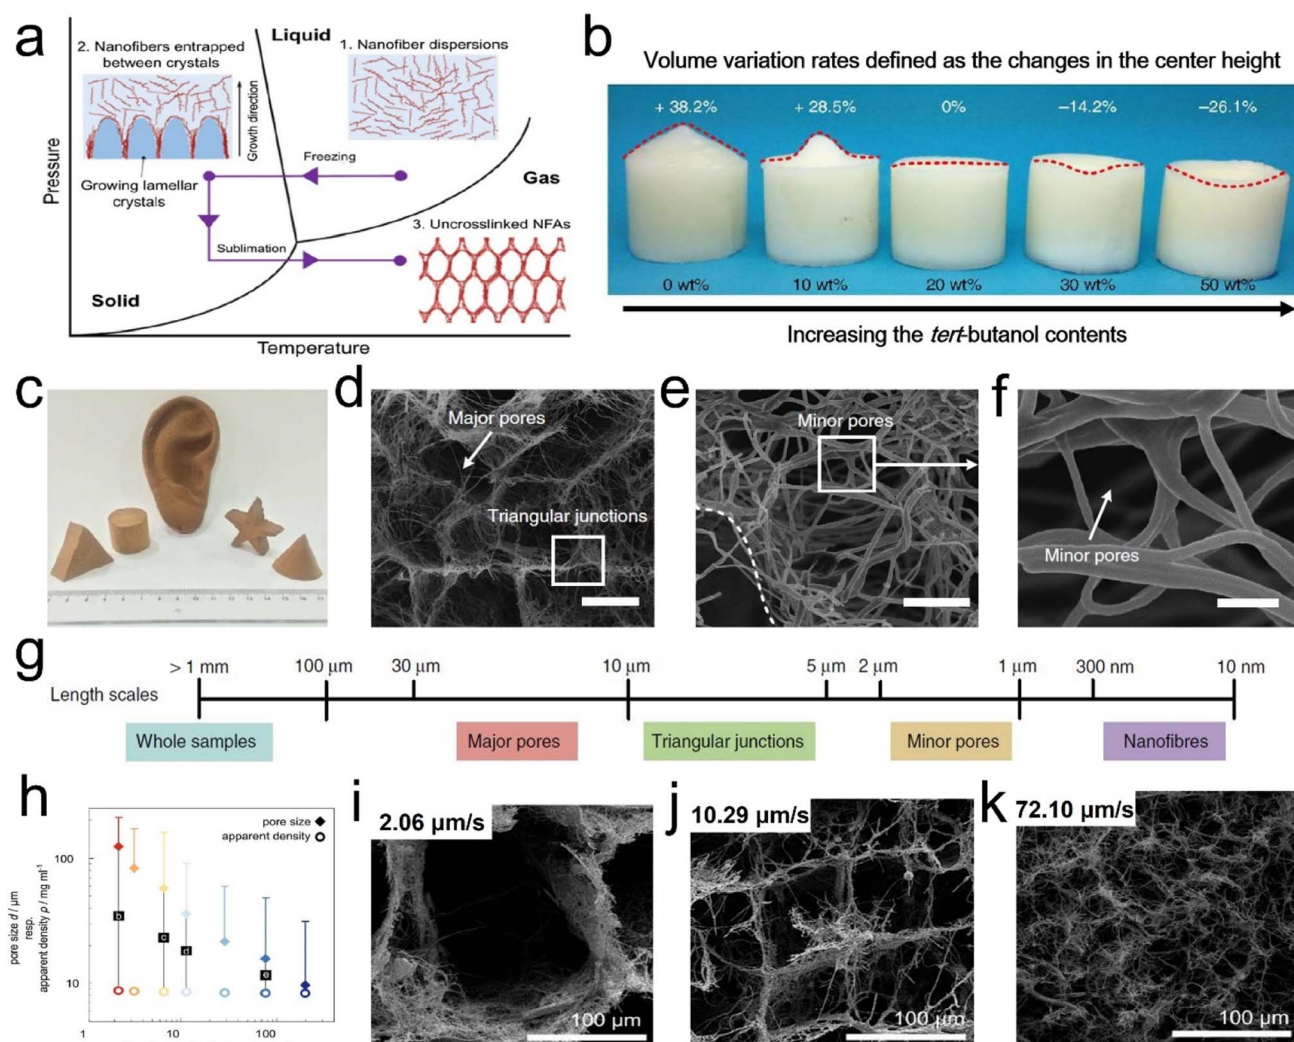 a
Liquid
2. Nanofibers entrapped
between crystals
1. Nanofiber dispersions
Growth direction
Freezing
Growing lamellar
crystals
Gas
Pressure
Sublimation
3. Uncrosslinked NFAs
Solid
Temperature
b
Volume variation rates defined as the changes in the center height
+ 38.2% + 28.5% 0% −14.2% −26.1%
0 wt% 10 wt% 20 wt% 30 wt% 50 wt%
Increasing the tert-butanol contents
c
d
Major pores
Triangular junctions
e
Minor pores
f
Minor pores
g
> 1 mm 100 μm 30 μm 10 μm 5 μm 2 μm 1 μm 300 nm 10 nm
Length scales
Whole samples Major pores Triangular junctions Minor pores Nanofibres
h
pore size
apparent density
pore size d / μm
resp.
apparent density ρ / mg ml⁻¹
100
10
b
c
d
e
1 10 100
i
2.06 μm/s
100 μm
j
10.29 μm/s
100 μm
k
72.10 μm/s
100 μm